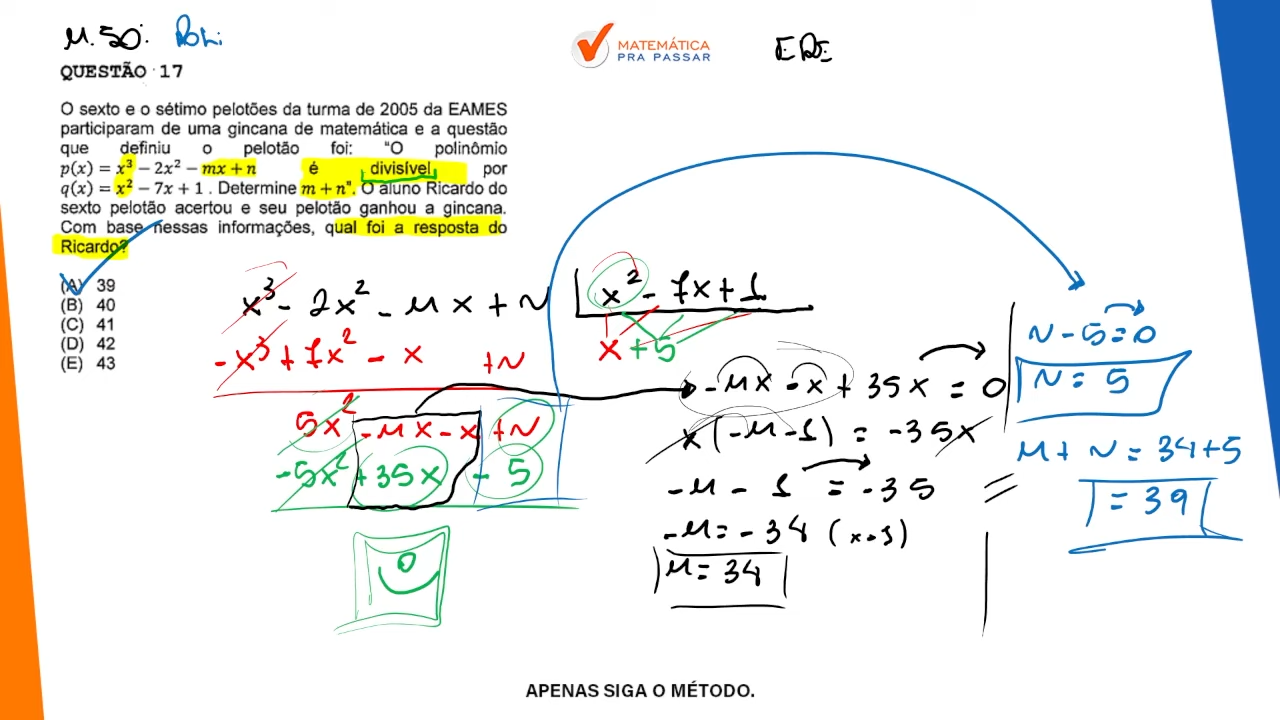 M.50: Poli
MATEMÁTICA
PRA PASSAR
EPE
QUESTÃO 17
O sexto e o sétimo pelotões da turma de 2005 da EAMES
participaram de uma gincana de matemática e a questão
que definiu o pelotão foi: "O polinômio
p(x) = x³ − 2x² − mx + n é divisível por
q(x) = x² − 7x + 1 . Determine m + n". O aluno Ricardo do
sexto pelotão acertou e seu pelotão ganhou a gincana.
Com base nessas informações, qual foi a resposta do
Ricardo?
(A) 39
(B) 40
(C) 41
(D) 42
(E) 43
x³ - 2x² - Mx + N | x² - 7x + 1
-x³ + 7x² - x + N
x + 5
5x² - Mx - x + N
-5x² + 35x - 5
0
-Mx - x + 35x = 0
x(-M-1) = -35x
-M - 1 = -35
-M = -34 (x-1)
M = 34
N - 5 = 0
N = 5
M + N = 34 + 5
= 39
APENAS SIGA O MÉTODO.